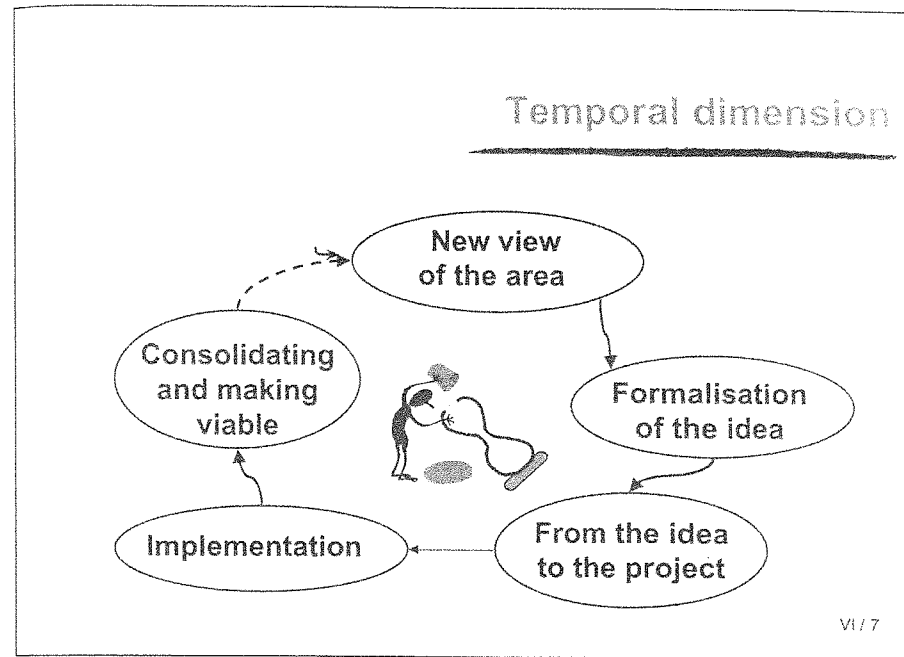 Temporal dimension
New view
of the area
Formalisation
of the idea
From the idea
to the project
Implementation
Consolidating
and making
viable
VI / 7